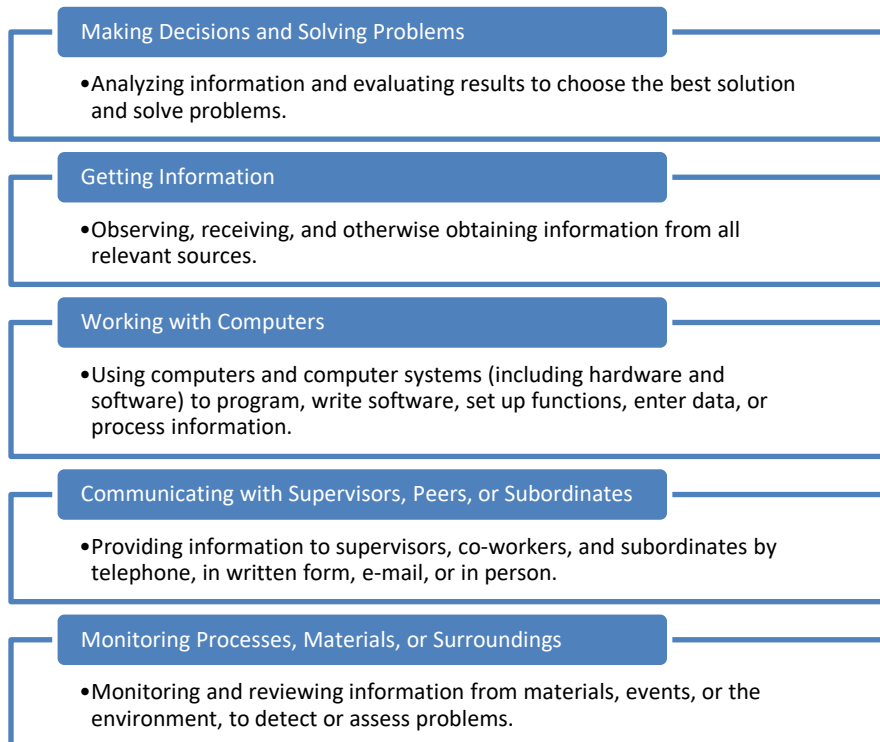 Making Decisions and Solving Problems
•Analyzing information and evaluating results to choose the best solution
and solve problems.
Getting Information
•Observing, receiving, and otherwise obtaining information from all
relevant sources.
Working with Computers
•Using computers and computer systems (including hardware and
software) to program, write software, set up functions, enter data, or
process information.
Communicating with Supervisors, Peers, or Subordinates
•Providing information to supervisors, co-workers, and subordinates by
telephone, in written form, e-mail, or in person.
Monitoring Processes, Materials, or Surroundings
•Monitoring and reviewing information from materials, events, or the
environment, to detect or assess problems.